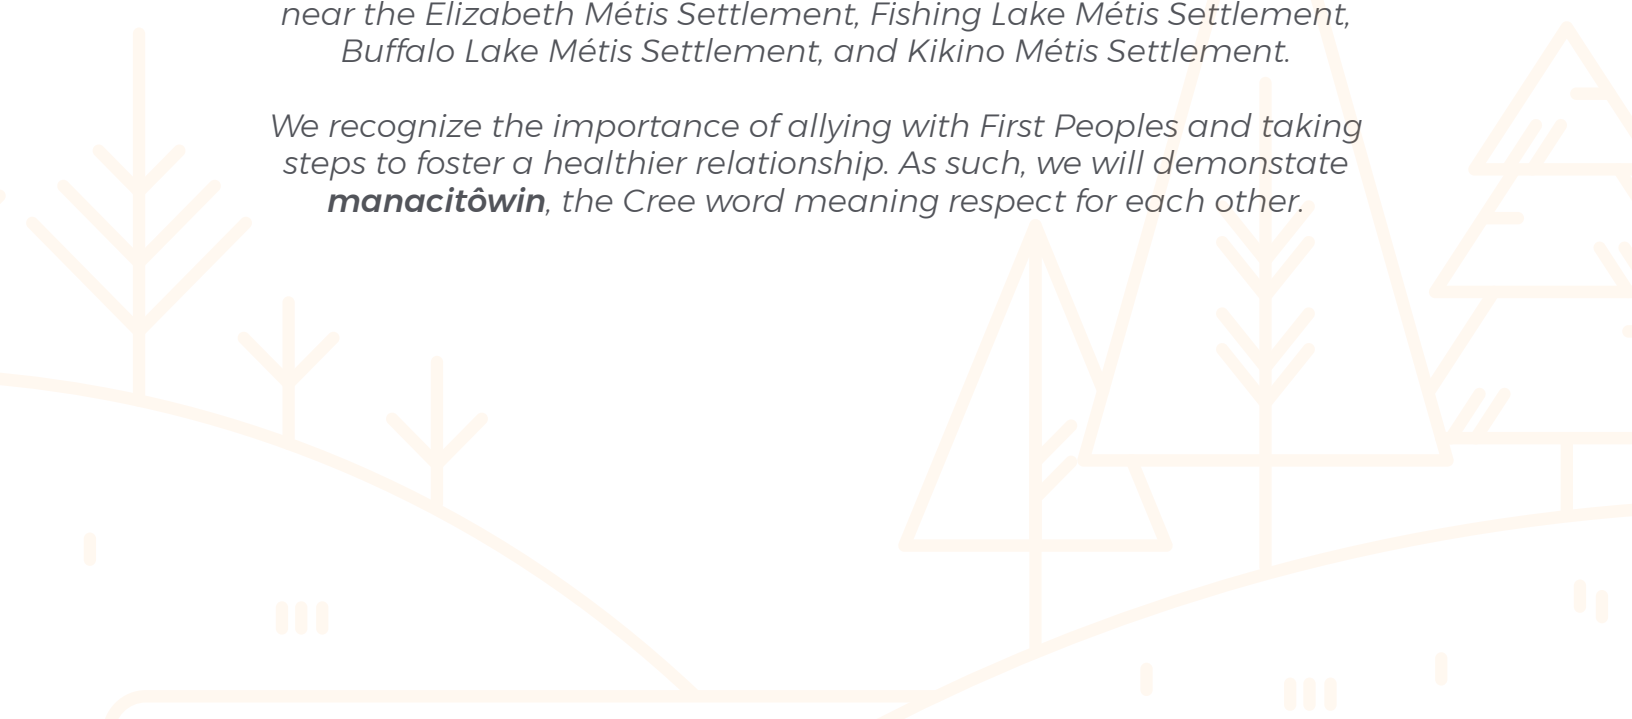 near the Elizabeth Métis Settlement, Fishing Lake Métis Settlement,
Buffalo Lake Métis Settlement, and Kikino Métis Settlement.
We recognize the importance of allying with First Peoples and taking
steps to foster a healthier relationship. As such, we will demonstate
manacitôwin, the Cree word meaning respect for each other.